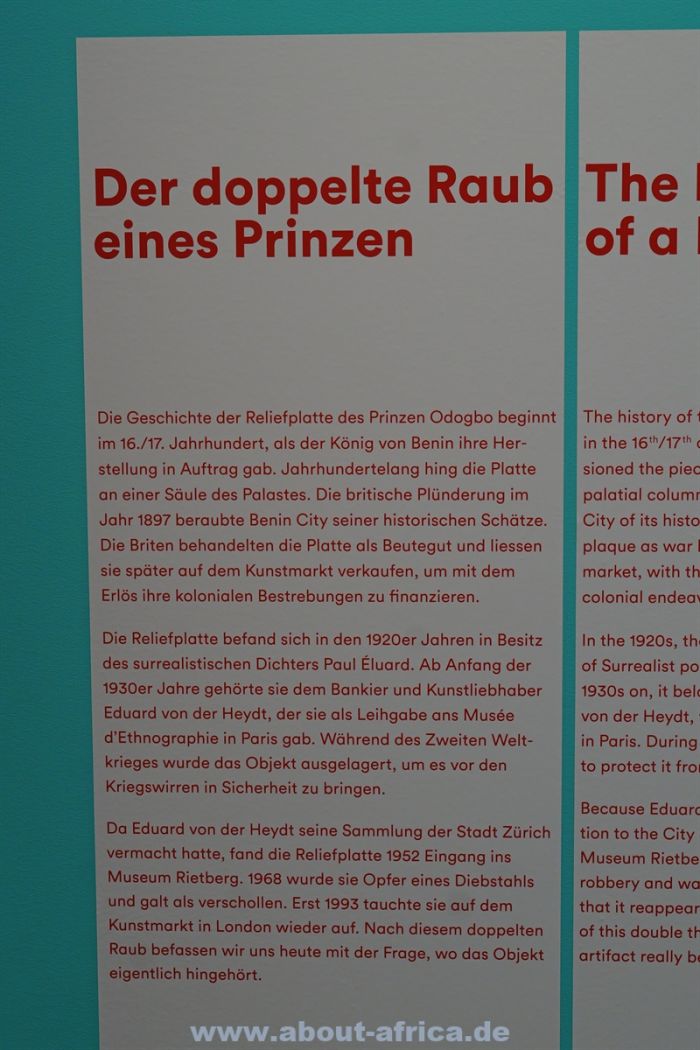 Der doppelte Raub
eines Prinzen
Die Geschichte der Reliefplatte des Prinzen Odogbo beginnt
im 16./17. Jahrhundert, als der König von Benin ihre Her-
stellung in Auftrag gab. Jahrhundertelang hing die Platte
an einer Säule des Palastes. Die britische Plünderung im
Jahr 1897 beraubte Benin City seiner historischen Schätze.
Die Briten behandelten die Platte als Beutegut und liessen
sie später auf dem Kunstmarkt verkaufen, um mit dem
Erlös ihre kolonialen Bestrebungen zu finanzieren.
Die Reliefplatte befand sich in den 1920er Jahren in Besitz
des surrealistischen Dichters Paul Éluard. Ab Anfang der
1930er Jahre gehörte sie dem Bankier und Kunstliebhaber
Eduard von der Heydt, der sie als Leihgabe ans Musée
d'Ethnographie in Paris gab. Während des Zweiten Welt-
krieges wurde das Objekt ausgelagert, um es vor den
Kriegswirren in Sicherheit zu bringen.
Da Eduard von der Heydt seine Sammlung der Stadt Zürich
vermacht hatte, fand die Reliefplatte 1952 Eingang ins
Museum Rietberg. 1968 wurde sie Opfer eines Diebstahls
und galt als verschollen. Erst 1993 tauchte sie auf dem
Kunstmarkt in London wieder auf. Nach diesem doppelten
Raub befassen wir uns heute mit der Frage, wo das Objekt
eigentlich hingehört.
The
of a
The history of
in the 16th/17th
sioned the piec
palatial colum
City of its histo
plaque as war
market, with th
colonial endea
In the 1920s, the
of Surrealist po
1930s on, it bel
von der Heydt,
in Paris. During
to protect it fro
Because Eduar
tion to the City
Museum Rietbe
robbery and wa
that it reappear
of this double th
artifact really be
www.about-africa.de